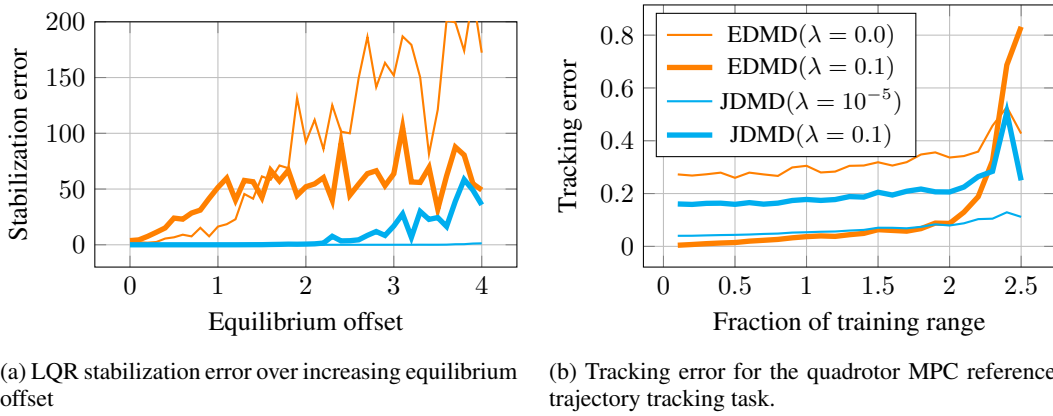 200
150
100
50
0
Stabilization error
0 1 2 3 4
Equilibrium offset
0.8
0.6
0.4
0.2
0
Tracking error
EDMD(λ = 0.0)
EDMD(λ = 0.1)
JDMD(λ = 10⁻⁵)
JDMD(λ = 0.1)
0 0.5 1 1.5 2 2.5
Fraction of training range
(a) LQR stabilization error over increasing equilibrium
offset
(b) Tracking error for the quadrotor MPC reference
trajectory tracking task.